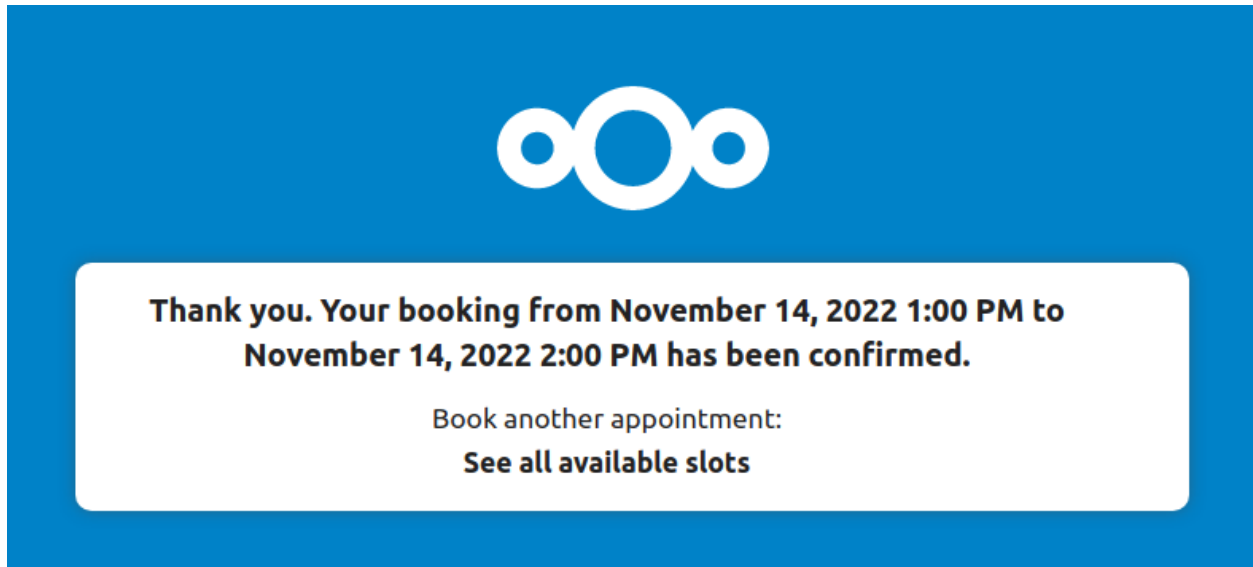 Thank you. Your booking from November 14, 2022 1:00 PM to
November 14, 2022 2:00 PM has been confirmed.
Book another appointment:
See all available slots